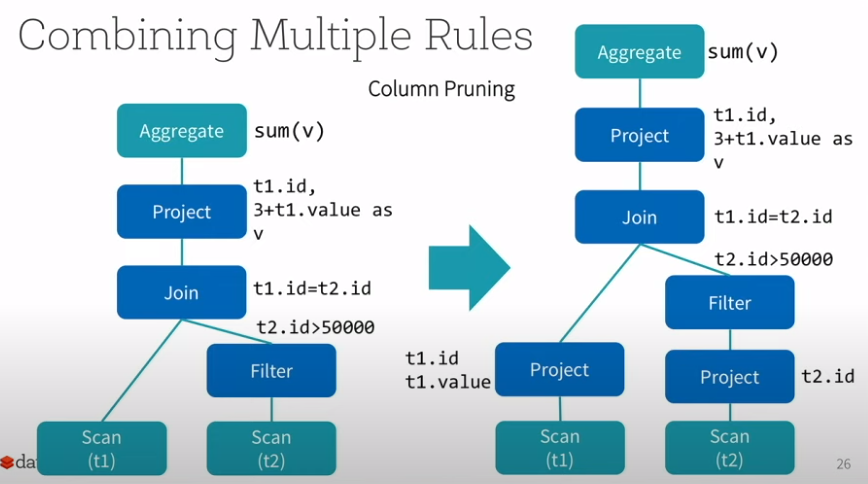 Combining Multiple Rules
Column Pruning
Aggregate
sum(v)
Project
t1.id,
3+t1.value as
v
Join
t1.id=t2.id
t2.id>50000
Filter
Scan
(t1)
Scan
(t2)
Aggregate
sum(v)
Project
t1.id,
3+t1.value as
v
Join
t1.id=t2.id
t2.id>50000
Filter
t1.id
t1.value
Project
Project
t2.id
Scan
(t1)
Scan
(t2)
26